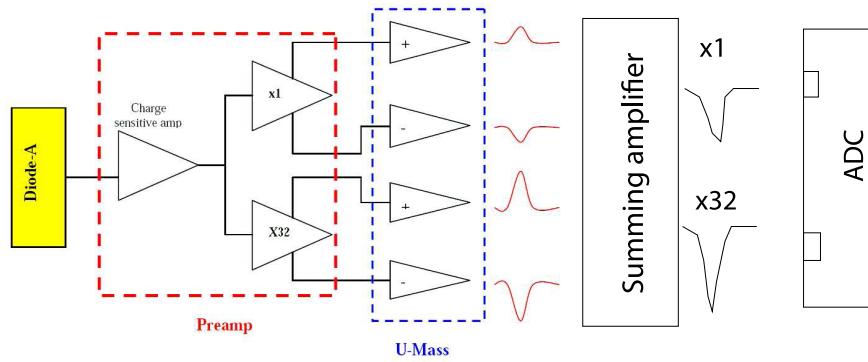 Diode-A
Charge
sensitive amp
x1
X32
+
-
+
-
Preamp
U-Mass
Summing amplifier
x1
x32
ADC